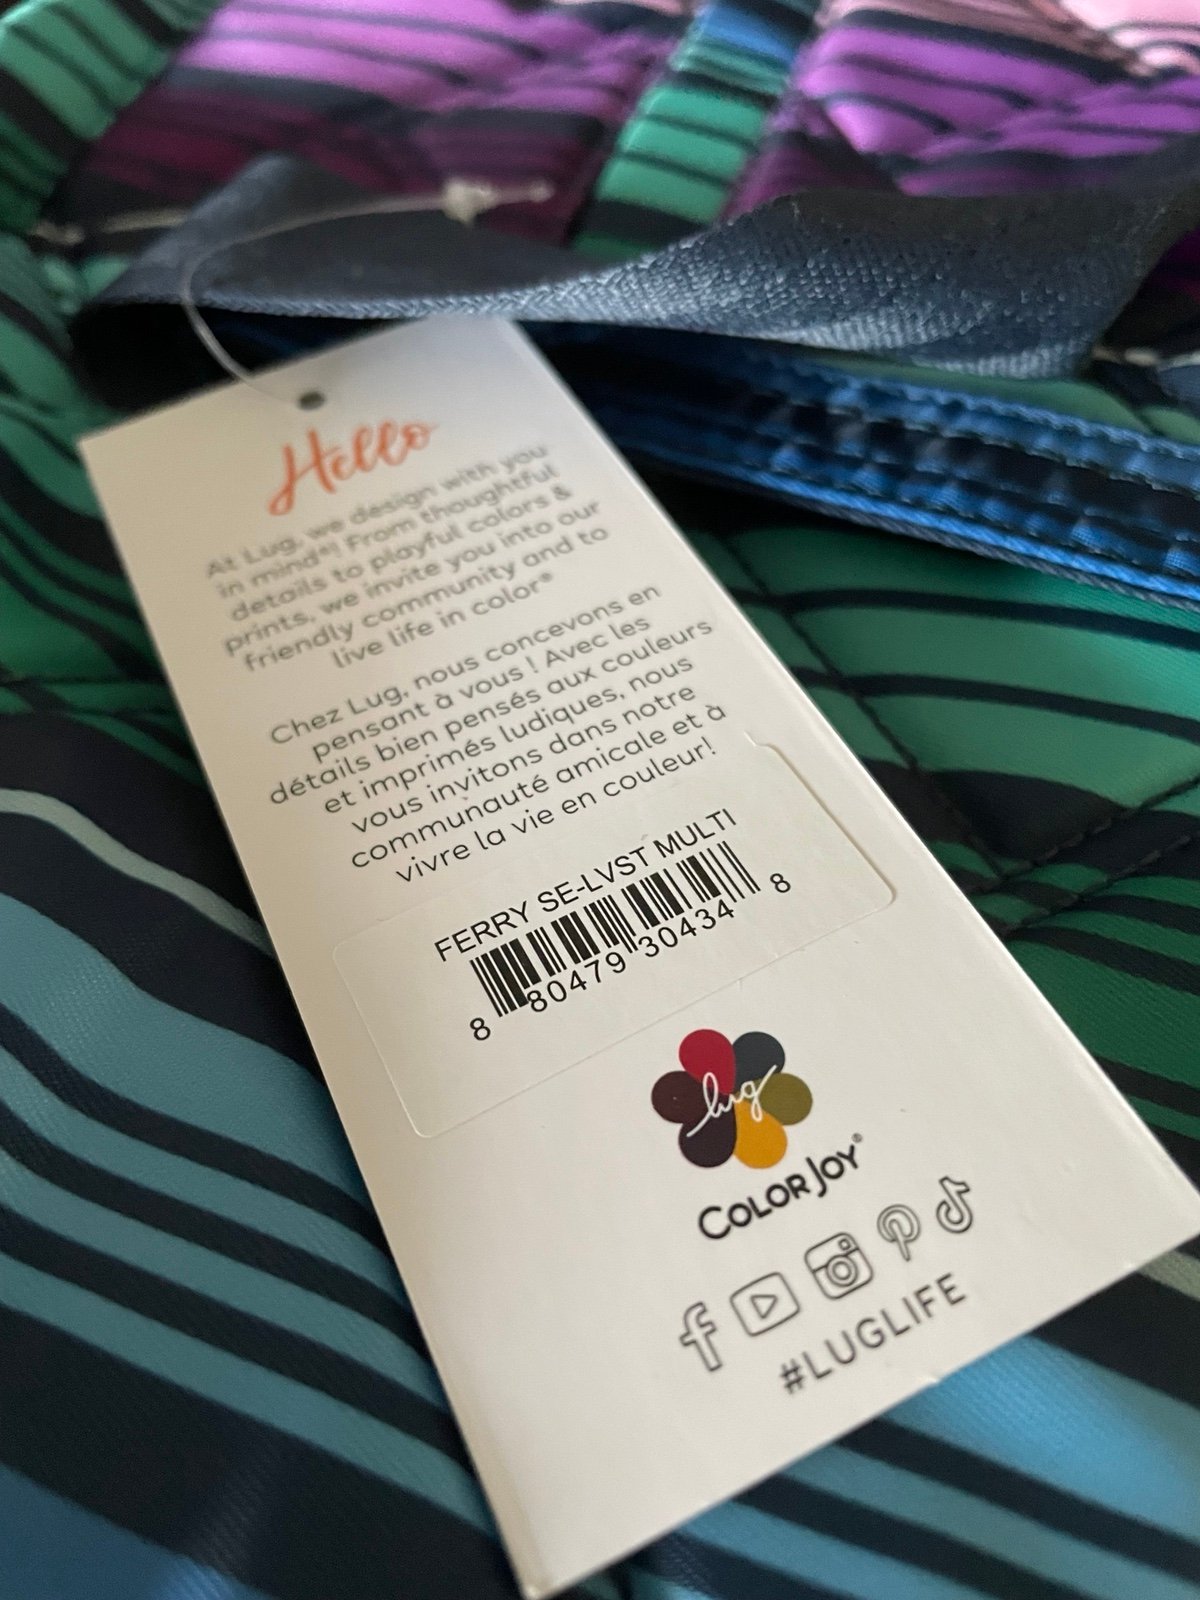 Hello
At Lug, we design with you
in mind®! From thoughtful
details to playful colors &
prints, we invite you into our
friendly community and to
live life in color®
Chez Lug, nous concevons en
pensant à vous ! Avec les
détails bien pensés aux couleurs
et imprimés ludiques, nous
vous invitons dans notre
communauté amicale et à
vivre la vie en couleur!
FERRY SE-LVST MULTI
8 80479 30434 8
lug
COLORJOY®
#LUGLIFE